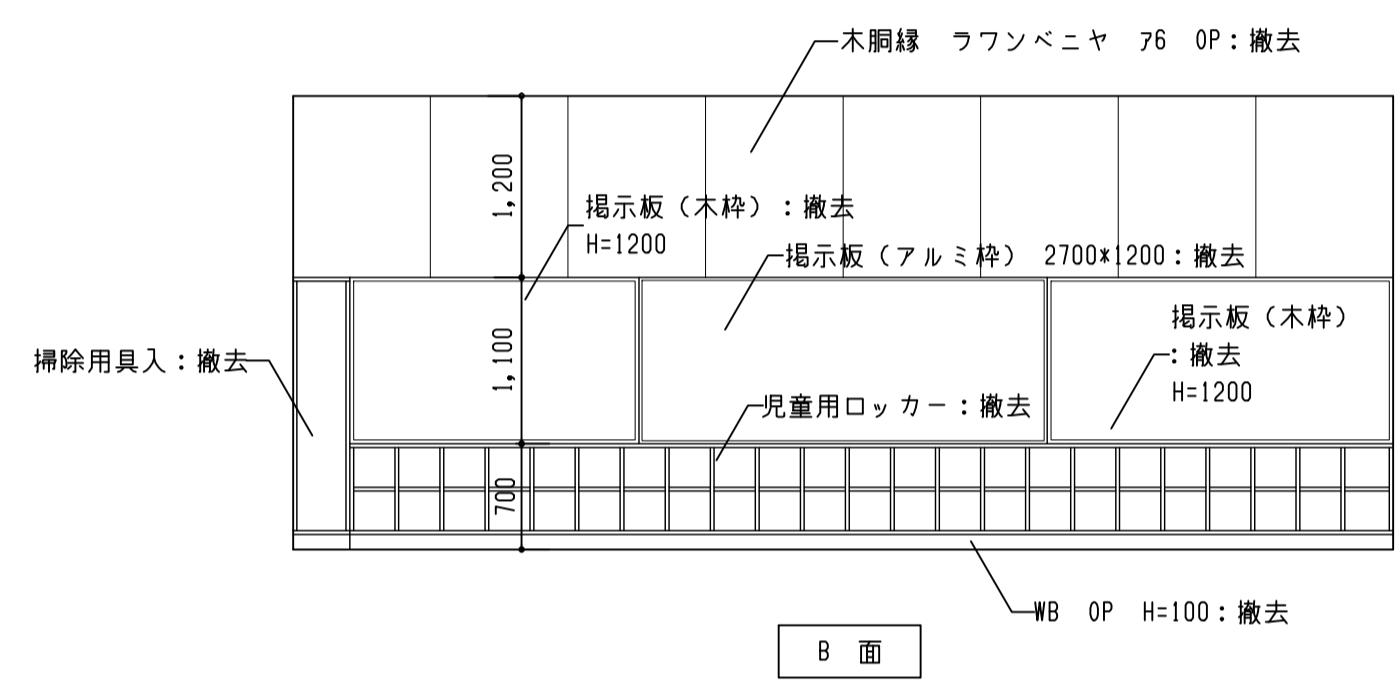 木胴縁 ラワンベニヤ ｱ6 OP：撤去
1,200
掲示板（木枠）：撤去
H=1200
掲示板（アルミ枠） 2700*1200：撤去
掲示板（木枠）
：撤去
H=1200
掃除用具入：撤去
1,100
児童用ロッカー：撤去
700
WB OP H=100：撤去
B 面